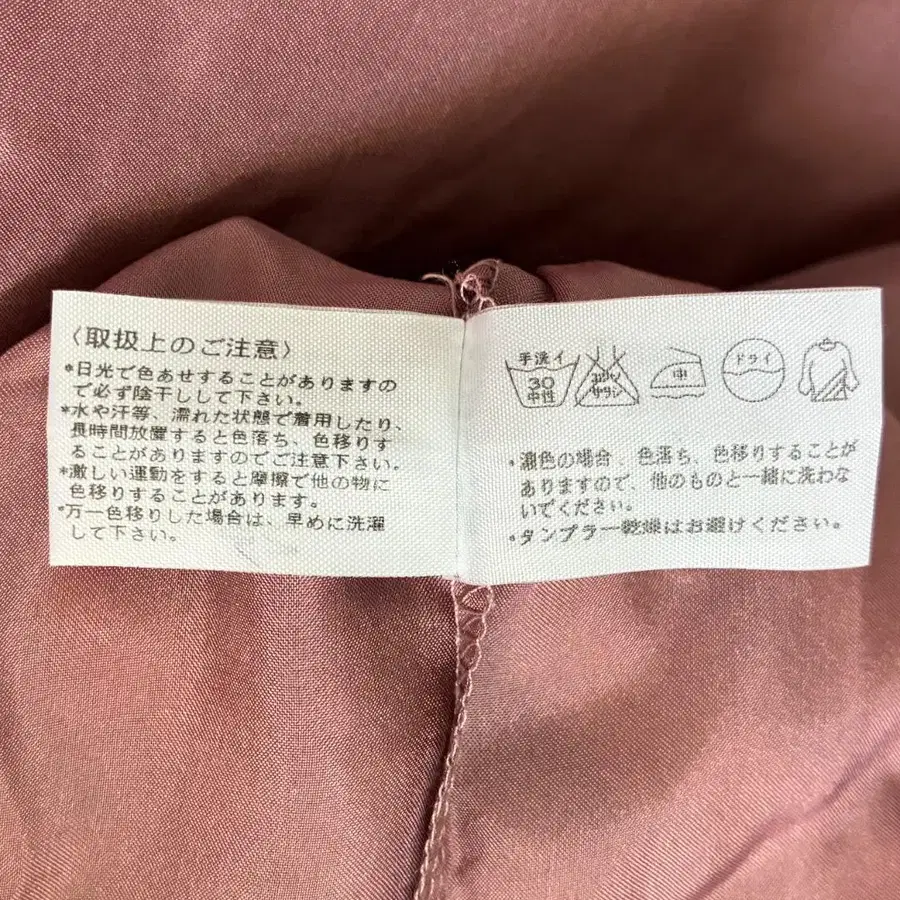 〈取扱上のご注意〉
*日光で色あせすることがありますの
で必ず陰干しして下さい。
*水や汗等、濡れた状態で着用したり、
長時間放置すると色落ち、色移りす
ることがありますのでご注意下さい。
*激しい運動をすると摩擦で他の物に
色移りすることがあります。
*万一色移りした場合は、早めに洗濯
して下さい。
手洗イ
30
中性
エンソ
サラシ
中
ドライ
・濃色の場合、色落ち、色移りすることが
ありますので、他のものと一緒に洗わな
いでください。
・タンブラー乾燥はお避けください。